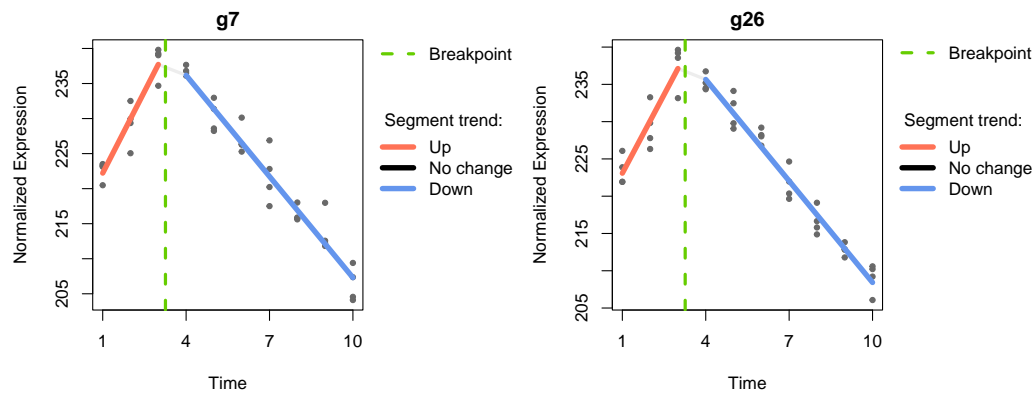 g7
Normalized Expression
235
225
215
205
1
4
7
10
Time
Breakpoint
Segment trend:
Up
No change
Down
g26
Normalized Expression
235
225
215
205
1
4
7
10
Time
Breakpoint
Segment trend:
Up
No change
Down